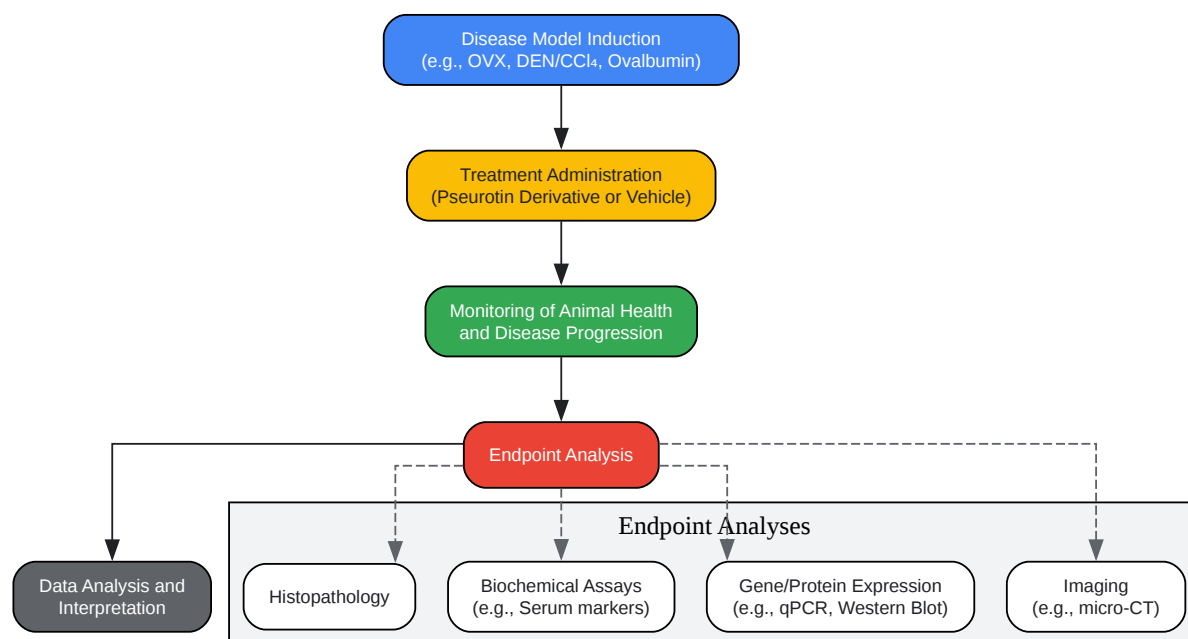 Disease Model Induction
(e.g., OVX, DEN/CCl₄, Ovalbumin)
Treatment Administration
(Pseurotin Derivative or Vehicle)
Monitoring of Animal Health
and Disease Progression
Endpoint Analysis
Endpoint Analyses
Data Analysis and
Interpretation
Histopathology
Biochemical Assays
(e.g., Serum markers)
Gene/Protein Expression
(e.g., qPCR, Western Blot)
Imaging
(e.g., micro-CT)